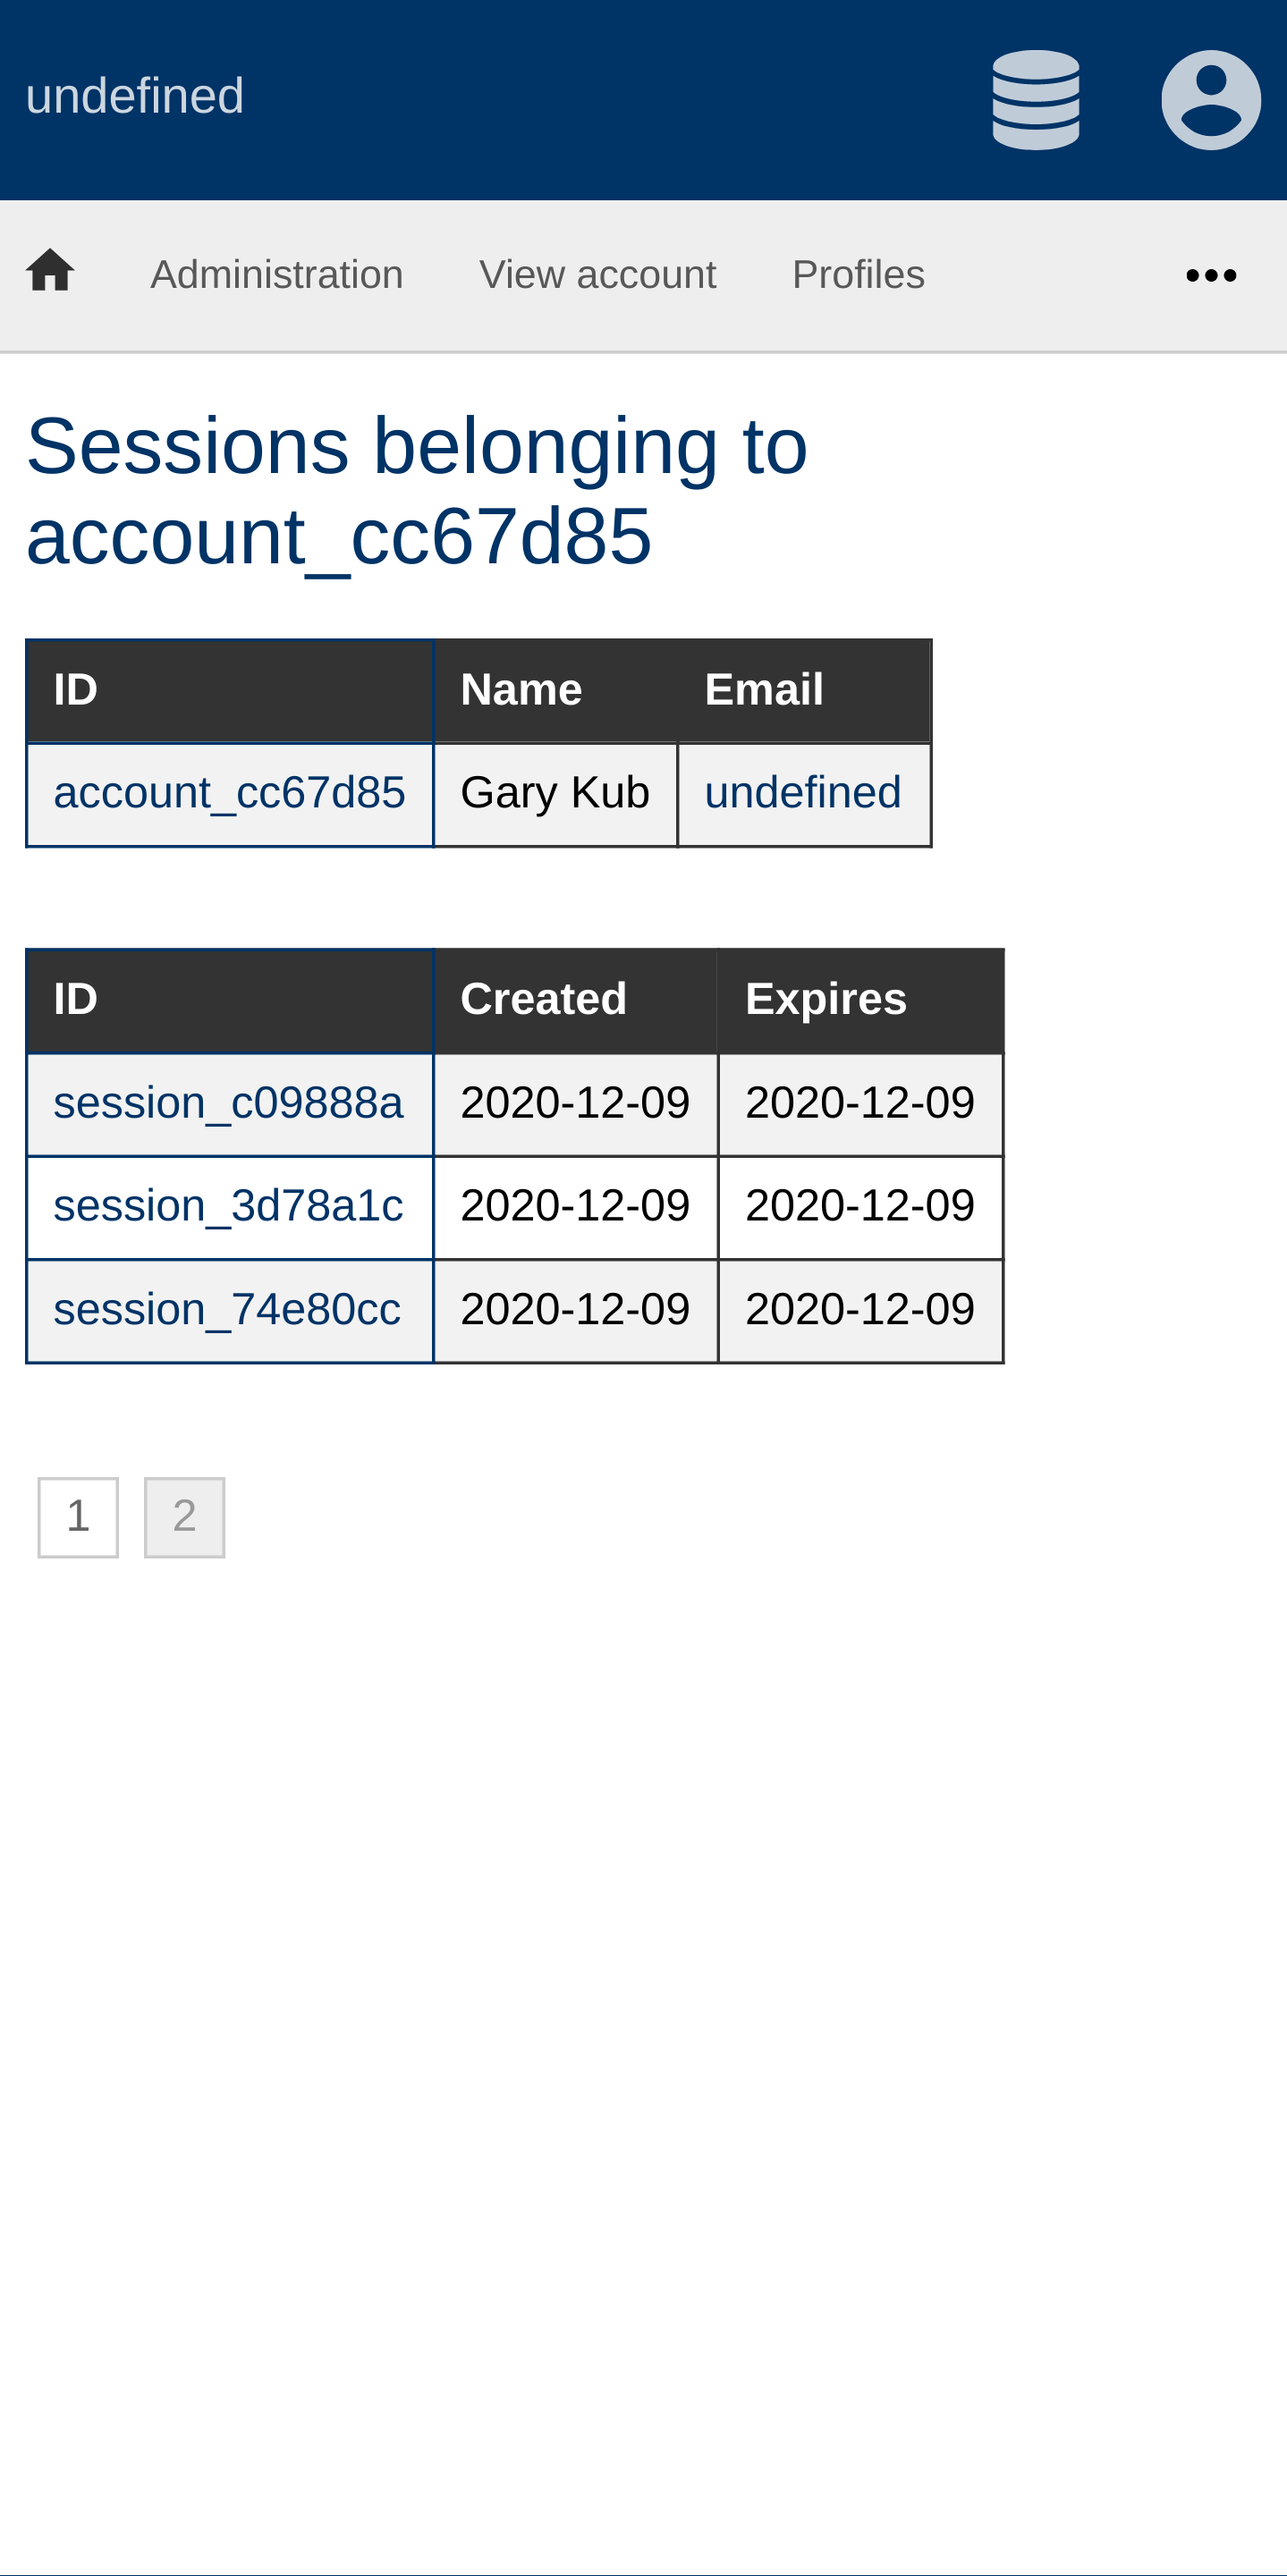 undefined
Administration View account Profiles
Sessions belonging to
account_cc67d85
ID Name Email
account_cc67d85 Gary Kub undefined
ID Created Expires
session_c09888a 2020-12-09 2020-12-09
session_3d78a1c 2020-12-09 2020-12-09
session_74e80cc 2020-12-09 2020-12-09
1 2